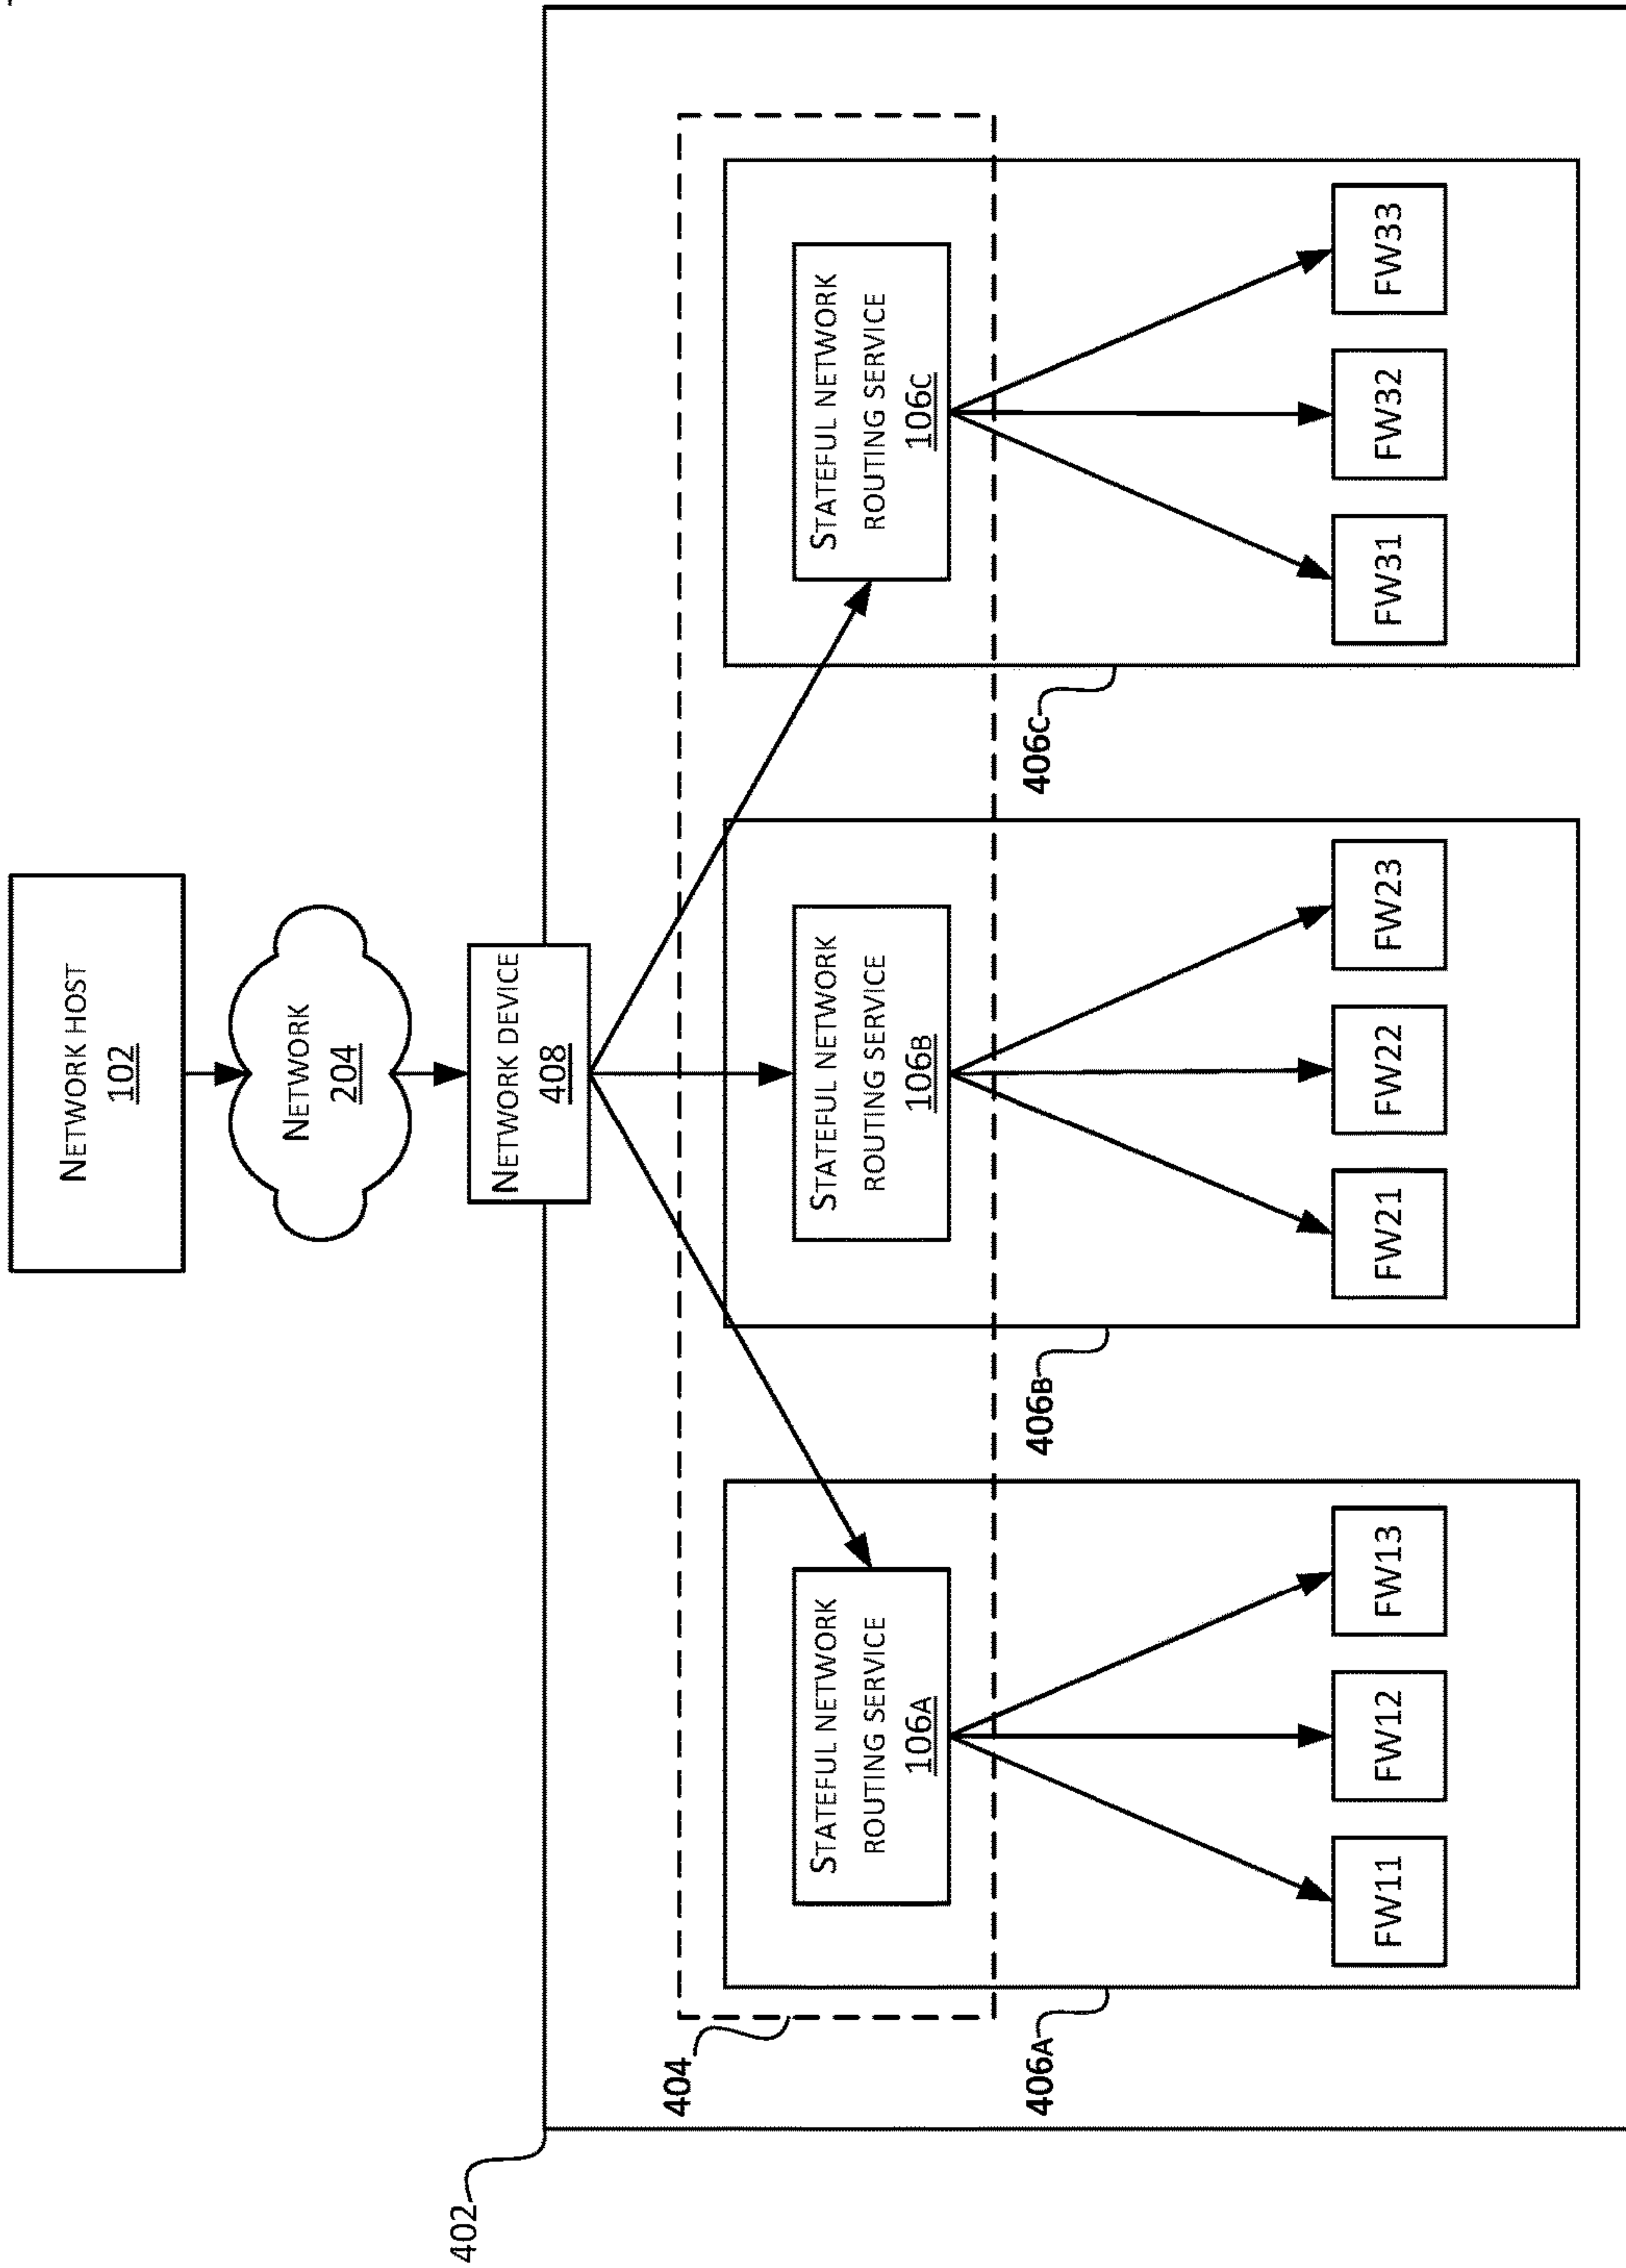 NETWORK HOST
102
NETWORK
204
NETWORK DEVICE
408
402
404
STATEFUL NETWORK
ROUTING SERVICE
106A
STATEFUL NETWORK
ROUTING SERVICE
106B
STATEFUL NETWORK
ROUTING SERVICE
106C
406A
406B
406C
FW11
FW12
FW13
FW21
FW22
FW23
FW31
FW32
FW33